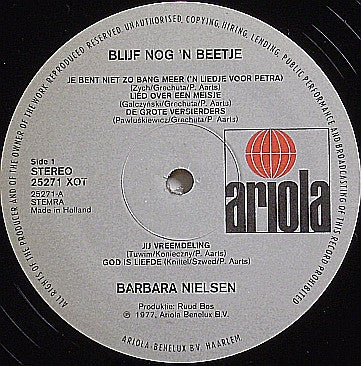 BLIJF NOG 'N BEETJE
JE BENT NIET ZO BANG MEER ('N LIEDJE VOOR PETRA)
(Zych/Grechuta/P. Aarts)
LIED OVER EEN MEISJE
(Galczyński/Grechuta/P. Aarts)
DE GROTE VERSIERDERS
(Pawluśkiewicz/Grechuta/P. Aarts)
Side 1
STEREO
25271 XOT
25271-A
STEMRA
Made in Holland
ariola
JIJ VREEMDELING
(Tuwim/Konieczny/P. Aarts)
GOD IS LIEFDE (Knittel/Szwed/P. Aarts)
BARBARA NIELSEN
Produktie: Ruud Bos
℗ 1977, Ariola Benelux B.V.
ALL RIGHTS OF THE PRODUCER AND OF THE OWNER OF THE WORK REPRODUCED RESERVED. UNAUTHORISED COPYING, HIRING, LENDING, PUBLIC PERFORMANCE AND BROADCASTING OF THIS RECORD PROHIBITED
ARIOLA-BENELUX B.V. HAARLEM